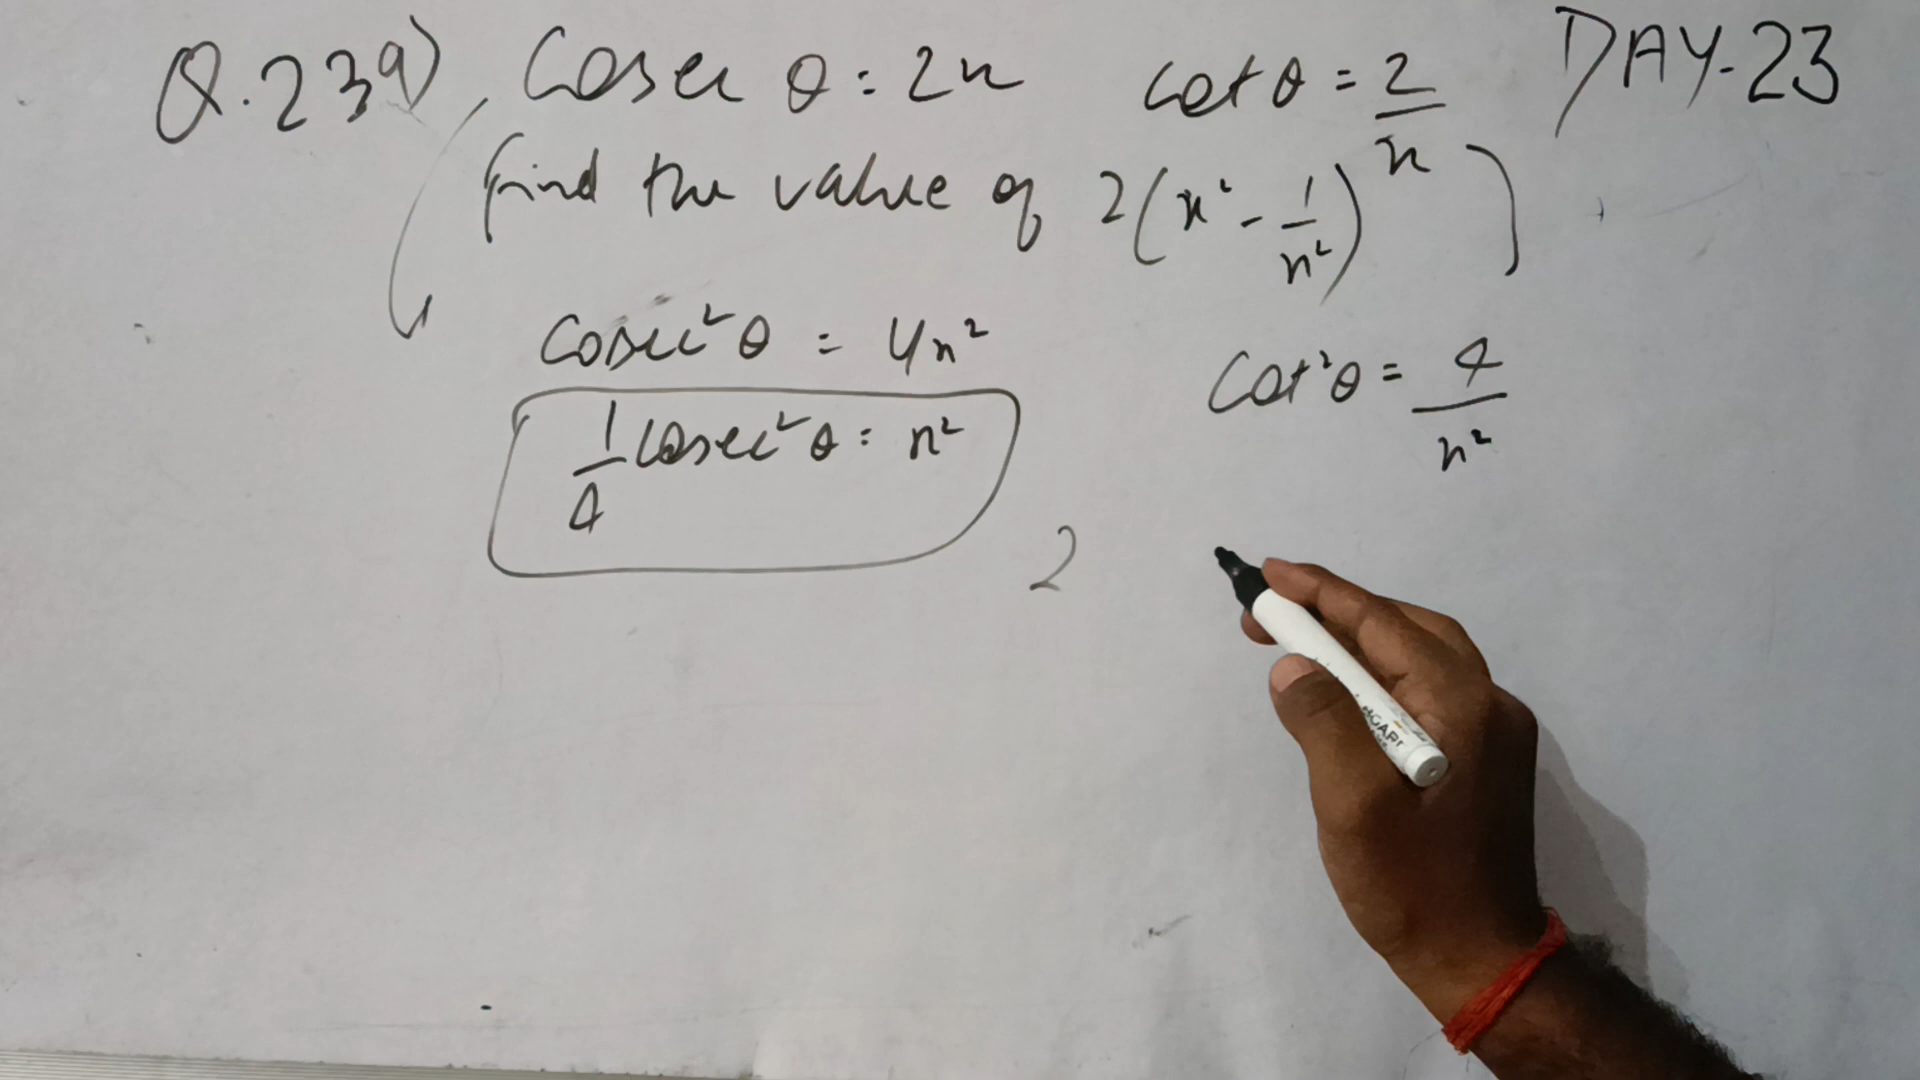 Q.239) Cosec θ = 2x cot θ = 2/x DAY-23
find the value of 2(x² - 1/x²)
Cosec²θ = 4x²
Cot²θ = 4/x²
1/4 Cosec²θ = x²
2